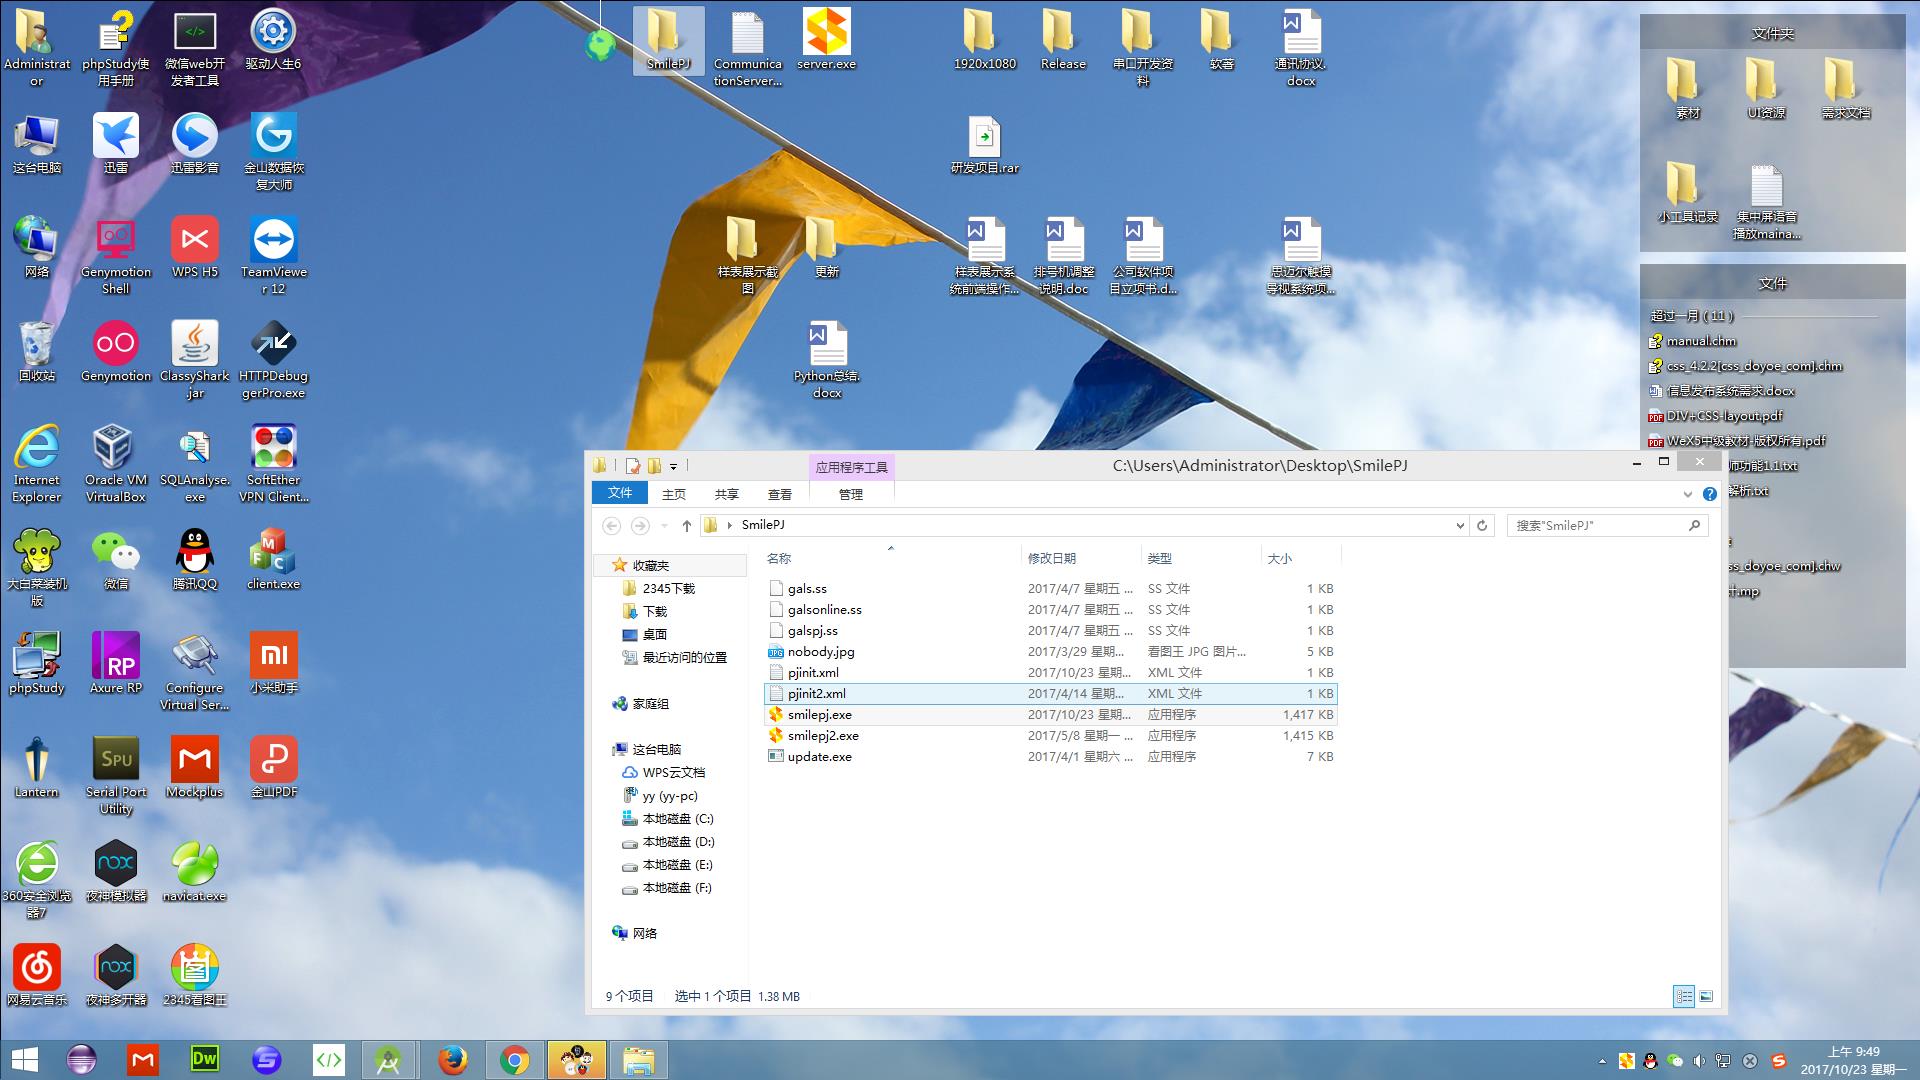 Administrat
or
phpStudy使
用手册
微信web开
发者工具
驱动人生6
这台电脑
迅雷
迅雷影音
金山数据恢
复大师
网络
Genymotion
Shell
WPS H5
TeamViewe
r 12
回收站
Genymotion
ClassyShark
.jar
HTTPDebug
gerPro.exe
Internet
Explorer
Oracle VM
VirtualBox
SQLAnalyse.
exe
SoftEther
VPN Client...
大白菜装机
版
微信
腾讯QQ
client.exe
phpStudy
Axure RP
Configure
Virtual Ser...
小米助手
Lantern
Serial Port
Utility
Mockplus
金山PDF
360安全浏览
器7
夜神模拟器
navicat.exe
网易云音乐
夜神多开器
2345看图王
SmilePJ
Communica
tionServer...
server.exe
1920x1080
Release
串口开发资
料
软著
通讯协议.
docx
研发项目.rar
样表展示截
图
更新
样表展示系
统前端操作...
排号机调整
说明.doc
公司软件项
目立项书.d...
思迈尔触摸
导视系统项...
Python总结.
docx
文件夹
素材
UI资源
需求文档
小工具记录
集中屏语音
播放maina...
文件
超过一月 ( 11 )
manual.chm
css_4.2.2[css_doyoe_com].chm
信息发布系统需求.docx
DIV+CSS-layout.pdf
WeX5中级教材-版权所有.pdf
师功能1.1.txt
解析.txt
ss_doyoe_com].chw
.mp
应用程序工具
C:\Users\Administrator\Desktop\SmilePJ
文件
主页
共享
查看
管理
SmilePJ
搜索"SmilePJ"
名称
修改日期
类型
大小
收藏夹
2345下载
下载
桌面
最近访问的位置
家庭组
这台电脑
WPS云文档
yy (yy-pc)
本地磁盘 (C:)
本地磁盘 (D:)
本地磁盘 (E:)
本地磁盘 (F:)
网络
gals.ss 2017/4/7 星期五 ... SS 文件 1 KB
galsonline.ss 2017/4/7 星期五 ... SS 文件 1 KB
galspj.ss 2017/4/7 星期五 ... SS 文件 1 KB
nobody.jpg 2017/3/29 星期... 看图王 JPG 图片... 5 KB
pjinit.xml 2017/10/23 星期... XML 文件 1 KB
pjinit2.xml 2017/4/14 星期... XML 文件 1 KB
smilepj.exe 2017/10/23 星期... 应用程序 1,417 KB
smilepj2.exe 2017/5/8 星期一 ... 应用程序 1,415 KB
update.exe 2017/4/1 星期六 ... 应用程序 7 KB
9 个项目 选中 1 个项目 1.38 MB
上午 9:49
2017/10/23 星期一